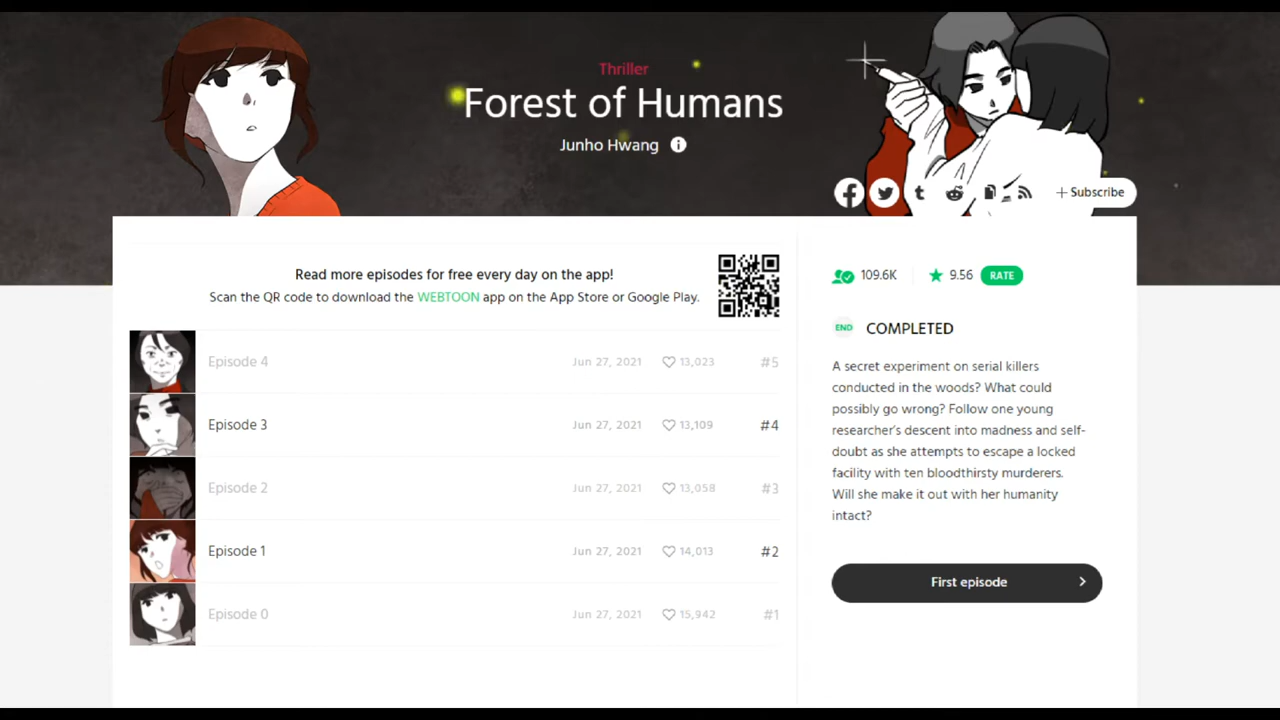 Thriller
Forest of Humans
Junho Hwang
+ Subscribe
Read more episodes for free every day on the app!
Scan the QR code to download the WEBTOON app on the App Store or Google Play.
Episode 4 Jun 27, 2021 13,023 #5
Episode 3 Jun 27, 2021 13,109 #4
Episode 2 Jun 27, 2021 13,058 #3
Episode 1 Jun 27, 2021 14,013 #2
Episode 0 Jun 27, 2021 15,942 #1
109.6K 9.56 RATE
END COMPLETED
A secret experiment on serial killers
conducted in the woods? What could
possibly go wrong? Follow one young
researcher's descent into madness and self-
doubt as she attempts to escape a locked
facility with ten bloodthirsty murderers.
Will she make it out with her humanity
intact?
First episode